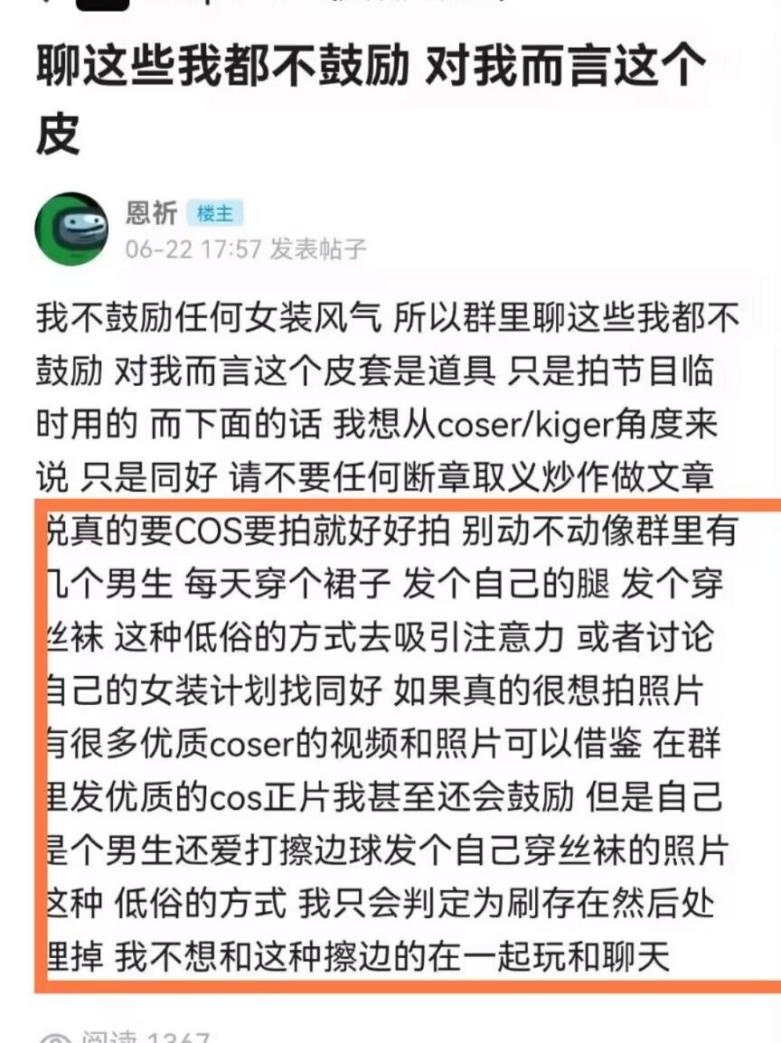 聊这些我都不鼓励 对我而言这个
皮
恩祈 楼主
06-22 17:57 发表帖子
我不鼓励任何女装风气 所以群里聊这些我都不
鼓励 对我而言这个皮套是道具 只是拍节目临
时用的 而下面的话 我想从coser/kiger角度来
说 只是同好 请不要任何断章取义炒作做文章
说真的要COS要拍就好好拍 别动不动像群里有
几个男生 每天穿个裙子 发个自己的腿 发个穿
丝袜 这种低俗的方式去吸引注意力 或者讨论
自己的女装计划找同好 如果真的很想拍照片
有很多优质coser的视频和照片可以借鉴 在群
里发优质的cos正片我甚至还会鼓励 但是自己
是个男生还爱打擦边球发个自己穿丝袜的照片
这种 低俗的方式 我只会判定为刷存在然后处
理掉 我不想和这种擦边的在一起玩和聊天
阅读 1367